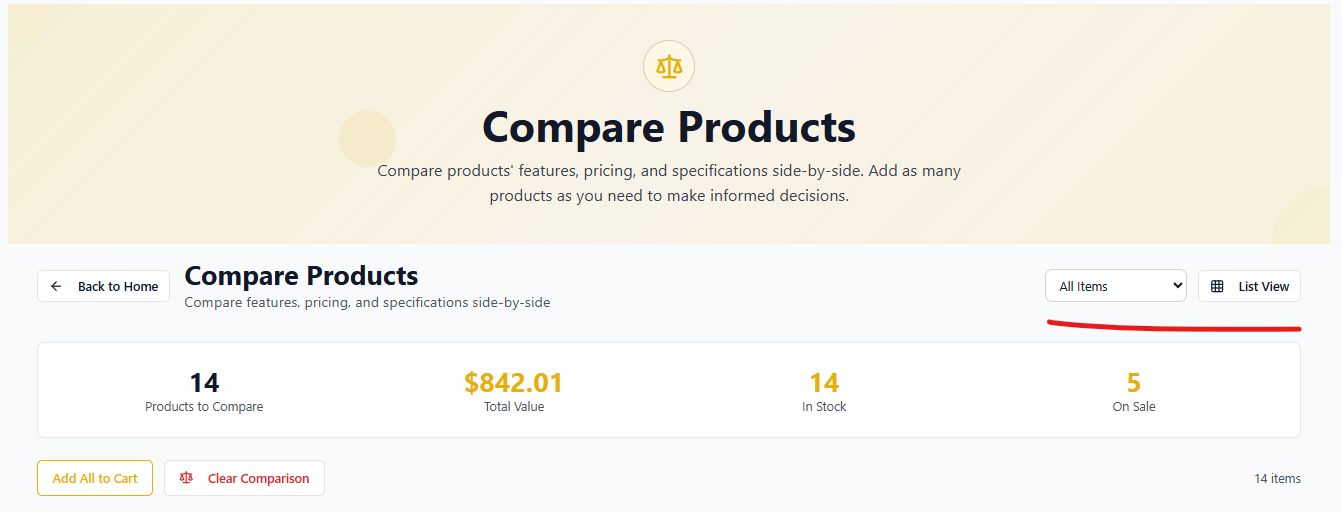 Compare Products
Compare products' features, pricing, and specifications side-by-side. Add as many
products as you need to make informed decisions.
Back to Home
Compare Products
Compare features, pricing, and specifications side-by-side
All Items
List View
14
Products to Compare
$842.01
Total Value
14
In Stock
5
On Sale
Add All to Cart
Clear Comparison
14 items